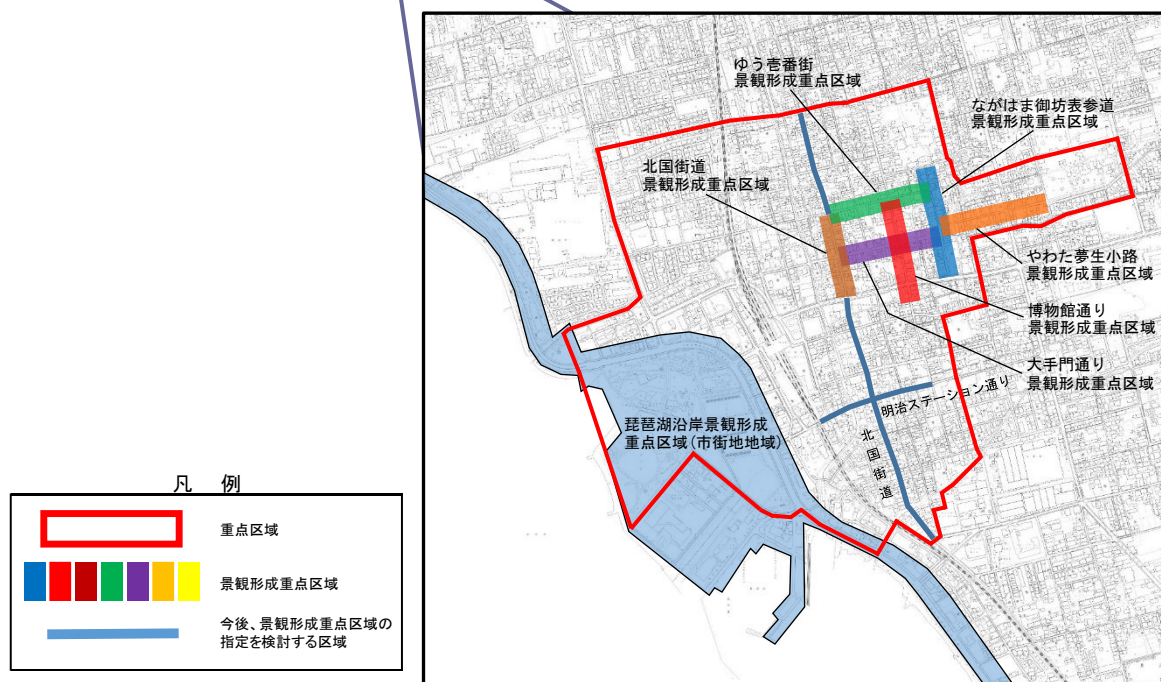 ゆう壱番街
景観形成重点区域
ながはま御坊表参道
景観形成重点区域
北国街道
景観形成重点区域
やわた夢生小路
景観形成重点区域
博物館通り
景観形成重点区域
大手門通り
景観形成重点区域
明治ステーション通り
琵琶湖沿岸景観形成
重点区域(市街地地域)
北国街道
凡 例
重点区域
景観形成重点区域
今後、景観形成重点区域の
指定を検討する区域